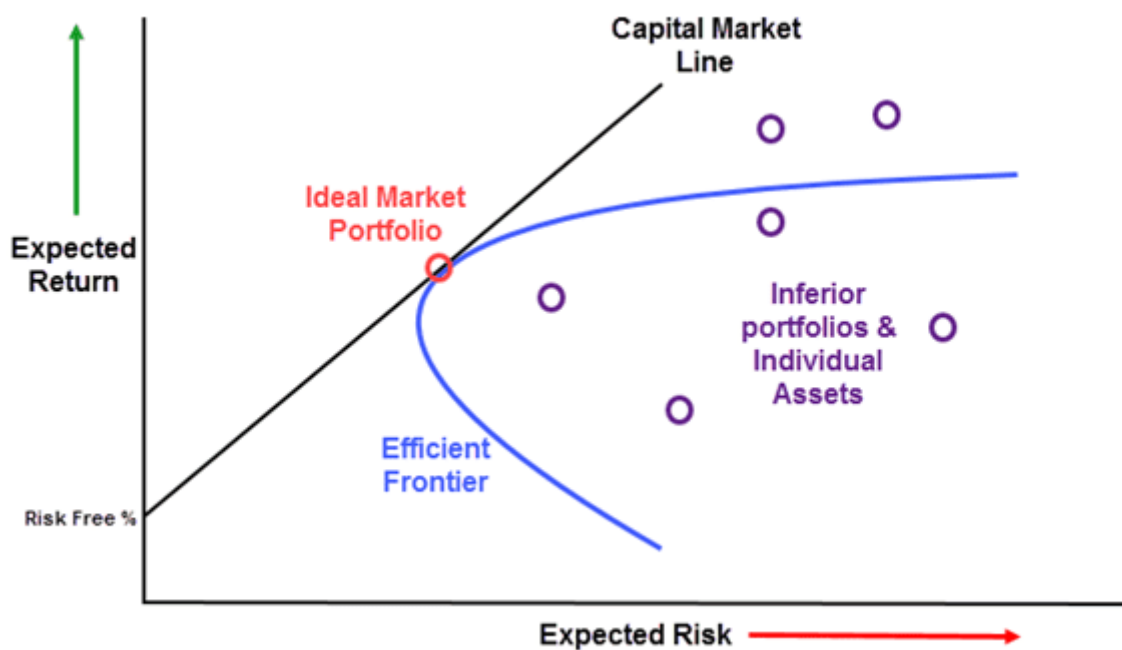 Capital Market
Line
Ideal Market
Portfolio
Expected
Return
Inferior
portfolios &
Individual
Assets
Efficient
Frontier
Risk Free %
Expected Risk